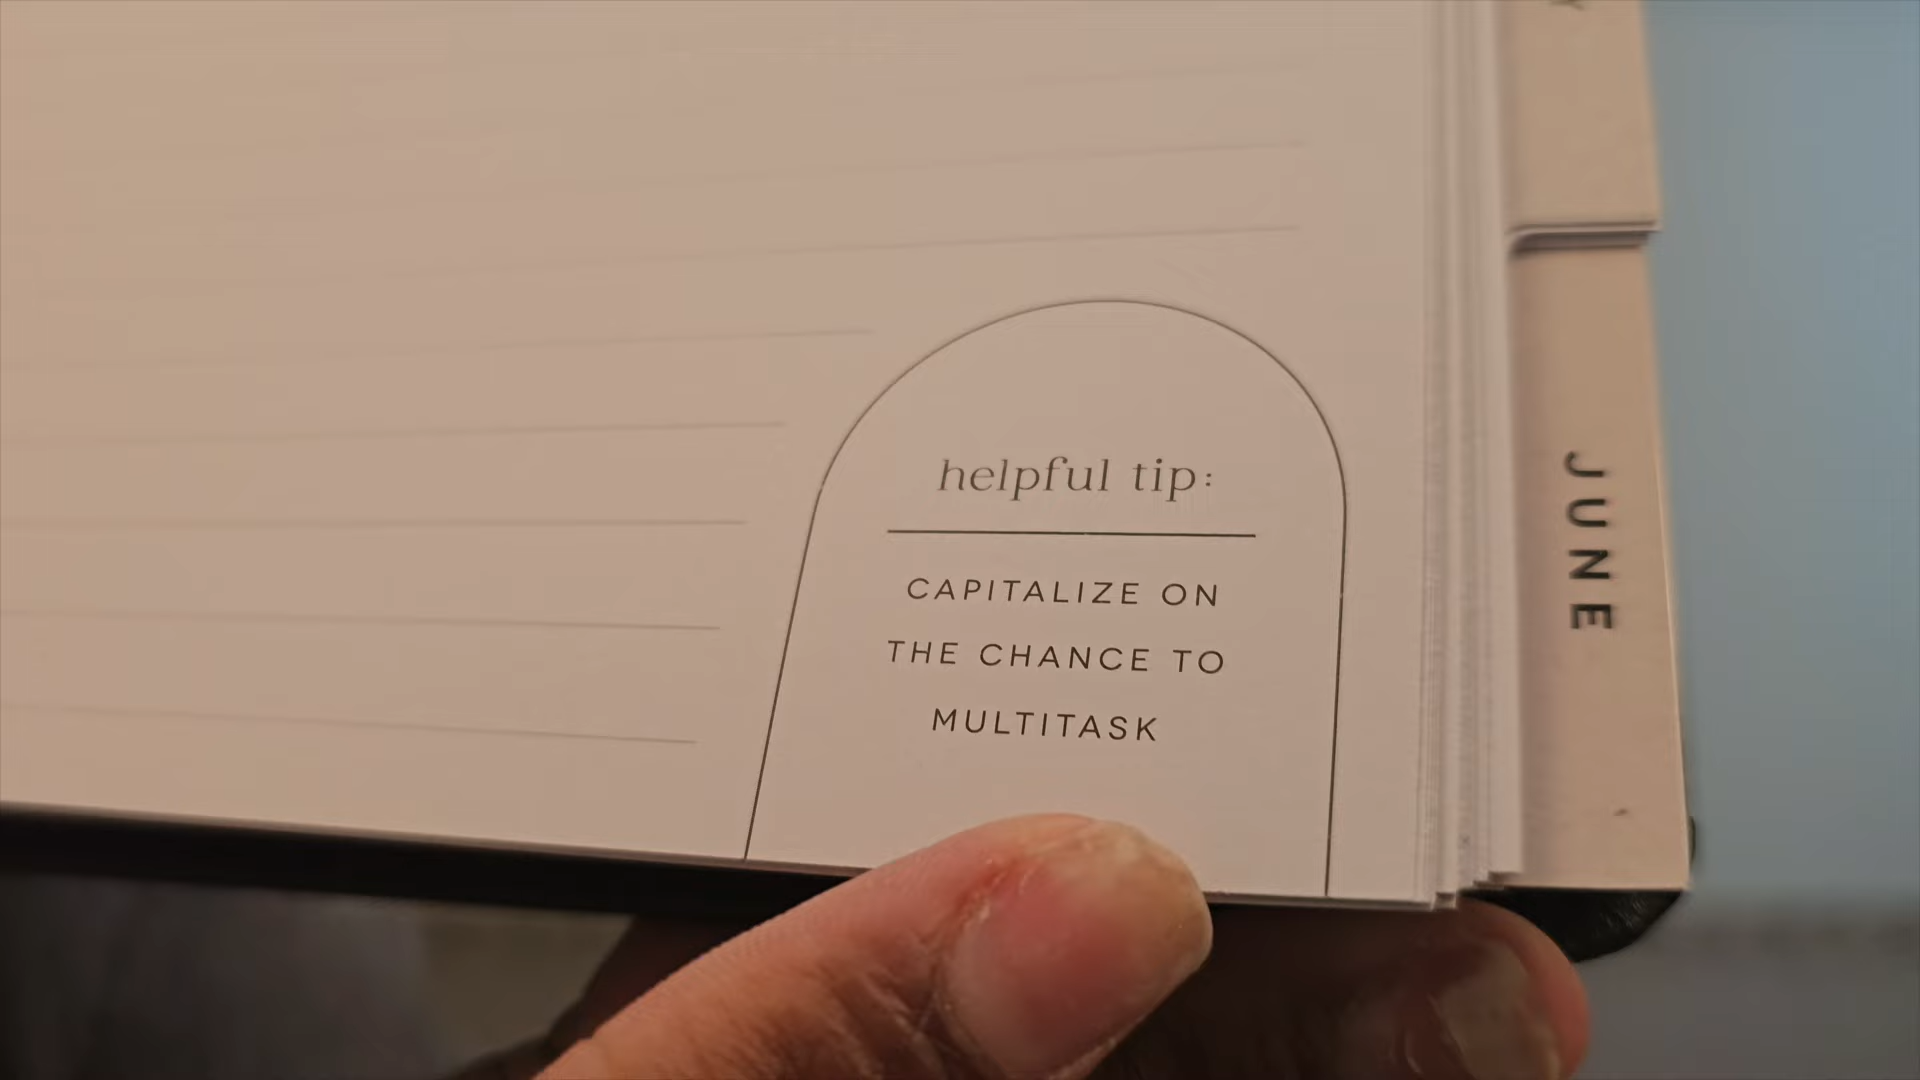 helpful tip:
CAPITALIZE ON
THE CHANCE TO
MULTITASK
JUNE